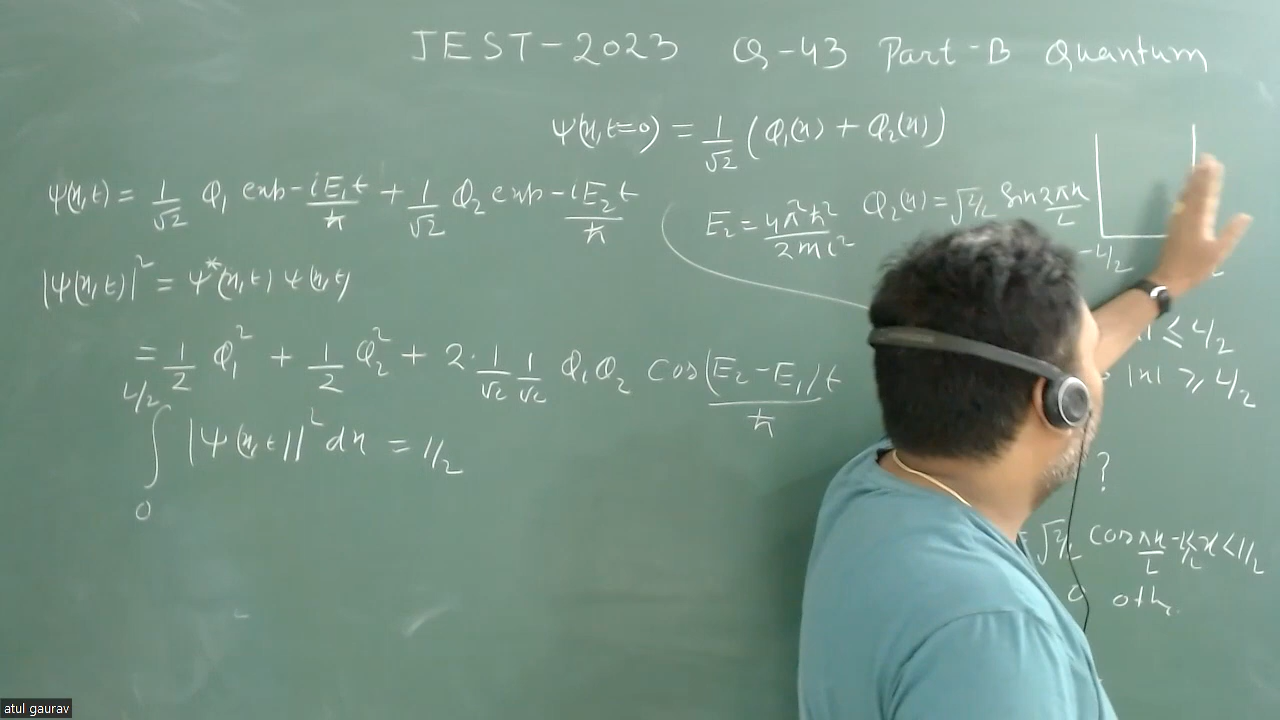 JEST-2023 Q-43 Part-B Quantum
ψ(x,t=0) = 1/√2 (φ₁(x) + φ₂(x))
ψ(x,t) = 1/√2 φ₁ exp -iE₁t/ħ + 1/√2 φ₂ exp -iE₂t/ħ
E₂ = 4π²ħ²/2mL² φ₂(x) = √2/L sin 2πx/L
-L/2
|ψ(x,t)|² = ψ*(x,t) ψ(x,t)
≤ L/2
= 1/2 φ₁² + 1/2 φ₂² + 2·1/√2 1/√2 φ₁φ₂ cos(E₂-E₁)t/ħ
|x| ≥ L/2
∫₀^{L/2} |ψ(x,t)|² dx = 1/2
?
= √2/L cos πx/L -L/2<x<L/2
0 oth.
atul gaurav